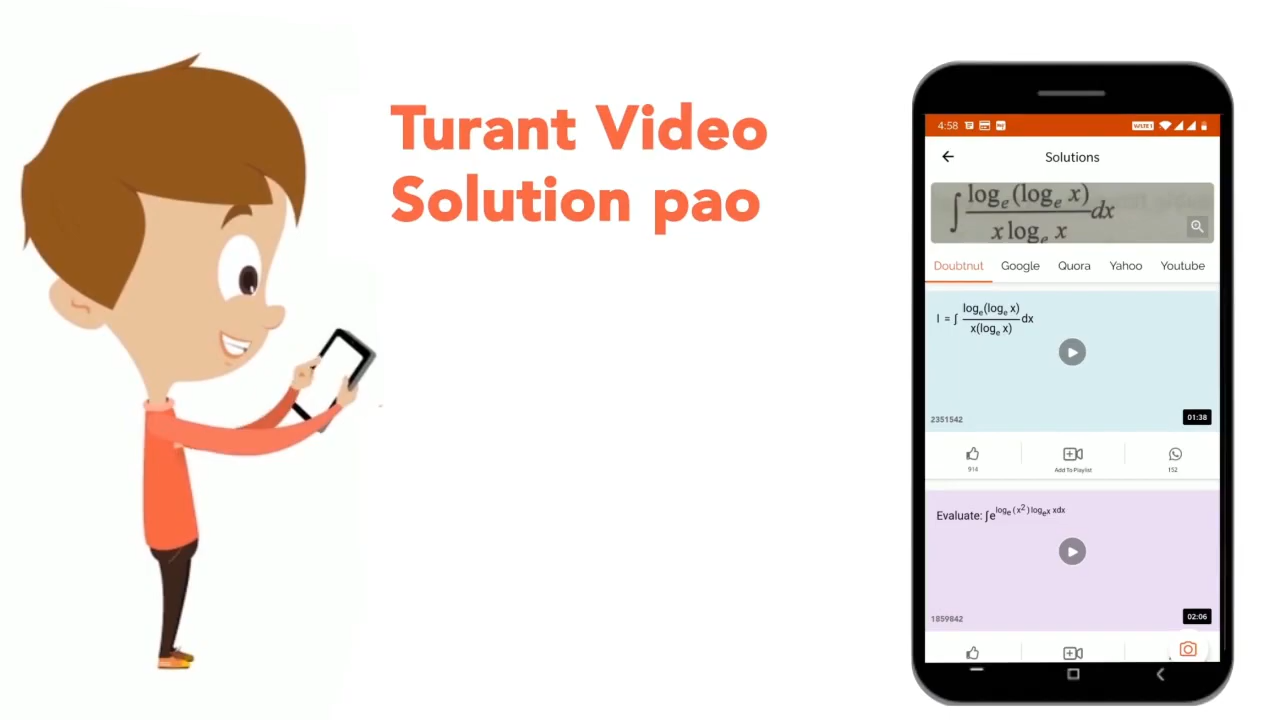 Turant Video
Solution pao
4:58
VoLTE1
Solutions
∫ logₑ(logₑ x) / x logₑ x dx
Doubtnut Google Quora Yahoo Youtube
I = ∫ logₑ(logₑ x) / x(logₑ x) dx
2351542 01:38
914 Add To Playlist 152
Evaluate: ∫e^logₑ(x²)logₑx xdx
1859842 02:06